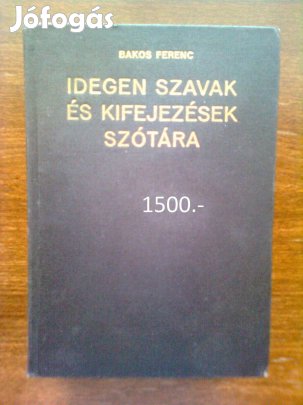 Jófogás
BAKOS FERENC
IDEGEN SZAVAK
ÉS KIFEJEZÉSEK
SZÓTÁRA
1500.-